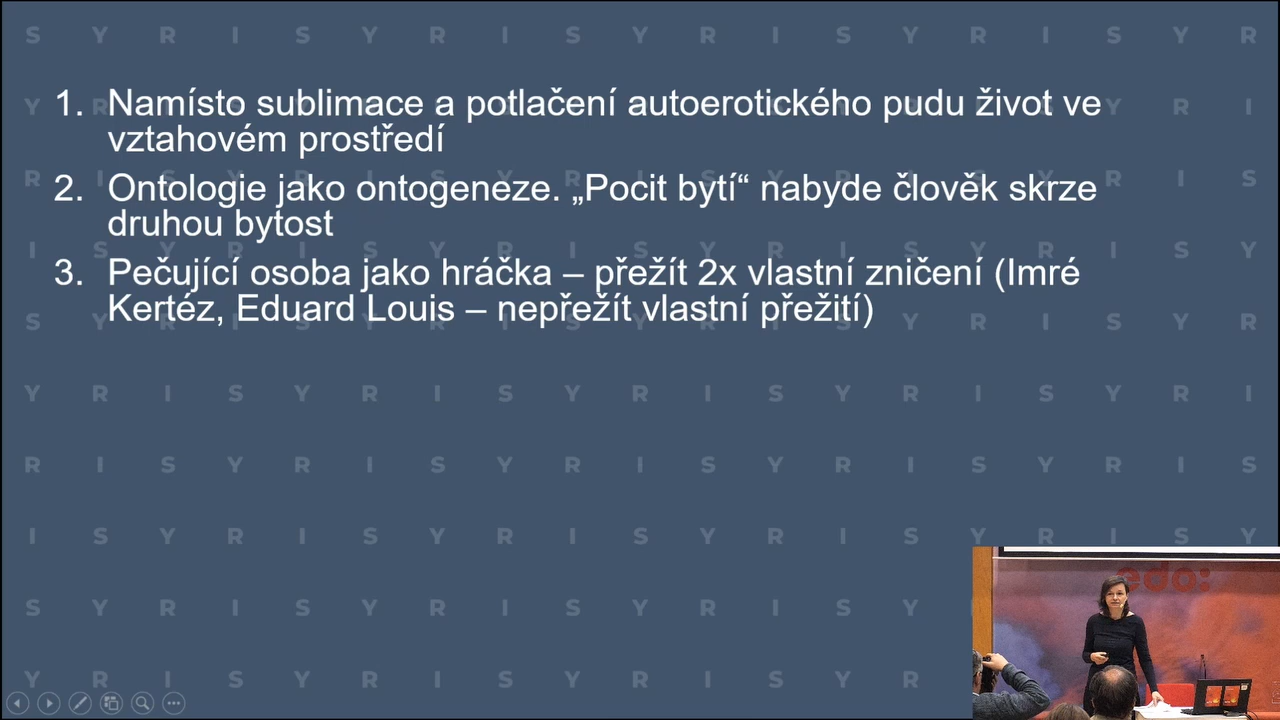 S Y R I S Y R I S Y R I S Y R I S Y R
1. Namísto sublimace a potlačení autoerotického pudu život ve
vztahovém prostředí
2. Ontologie jako ontogeneze. „Pocit bytí“ nabyde člověk skrze
druhou bytost
3. Pečující osoba jako hráčka – přežít 2x vlastní zničení (Imré
Kertéz, Eduard Louis – nepřežít vlastní přežití)
Y R I S Y R I S Y R I S Y R I S Y R I
R I S Y R I S Y R I S Y R I S Y R I S
I S Y R I S Y R I S Y R I S Y R I S Y
S Y R I S Y R I S Y R I S Y
Y R I S Y R I S Y R I S Y R
edo: